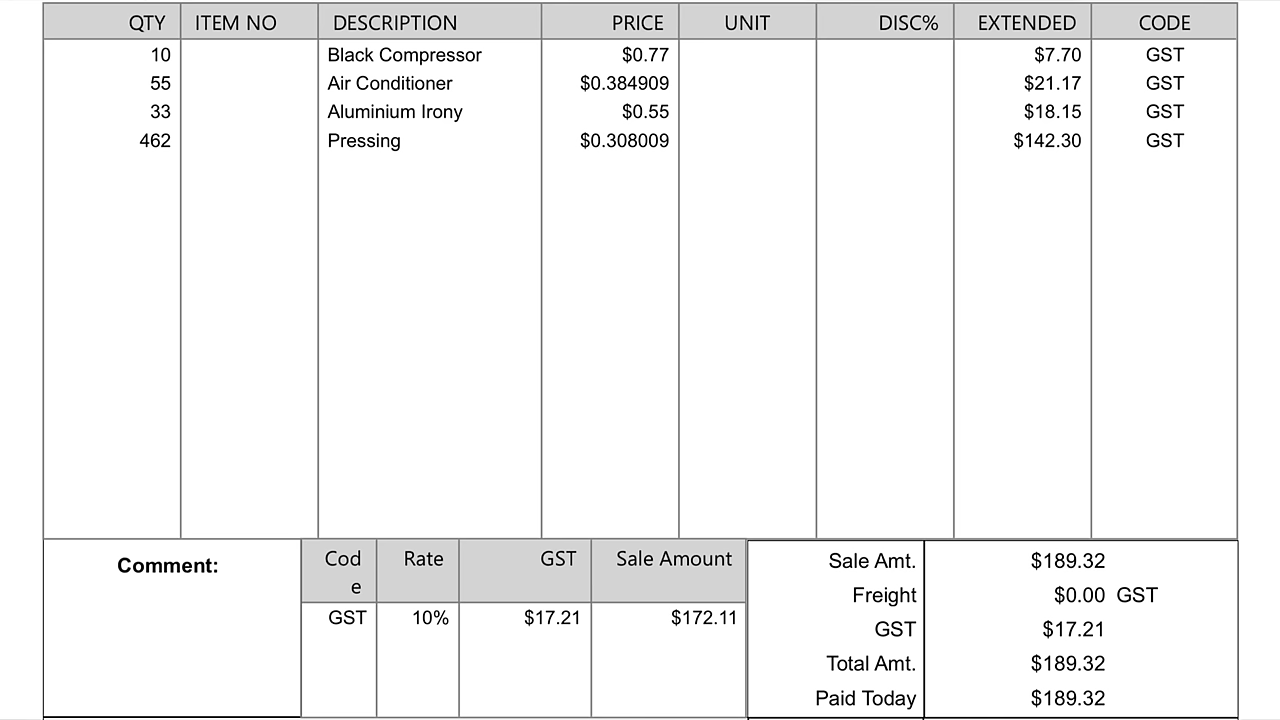 QTY ITEM NO DESCRIPTION PRICE UNIT DISC% EXTENDED CODE
10 Black Compressor $0.77 $7.70 GST
55 Air Conditioner $0.384909 $21.17 GST
33 Aluminium Irony $0.55 $18.15 GST
462 Pressing $0.308009 $142.30 GST
Comment:
Cod
e Rate GST Sale Amount
GST 10% $17.21 $172.11
Sale Amt. $189.32
Freight $0.00 GST
GST $17.21
Total Amt. $189.32
Paid Today $189.32